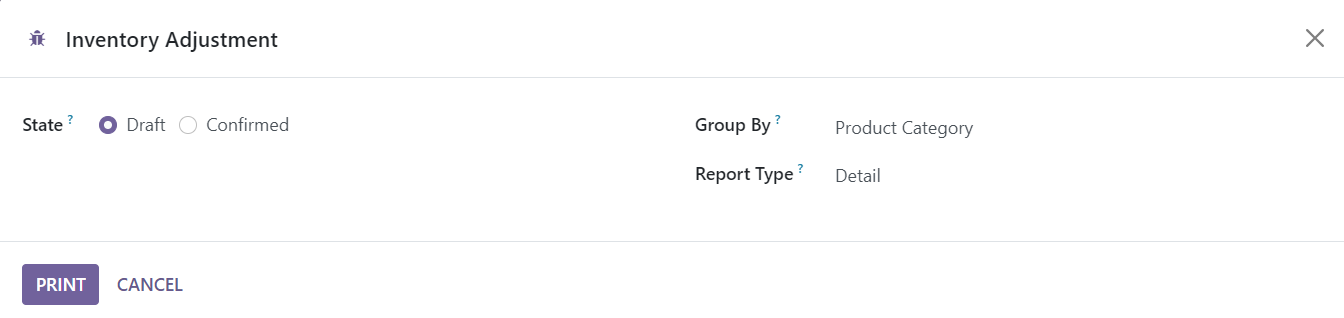 Inventory Adjustment
State ? Draft Confirmed
Group By ? Product Category
Report Type ? Detail
PRINT CANCEL